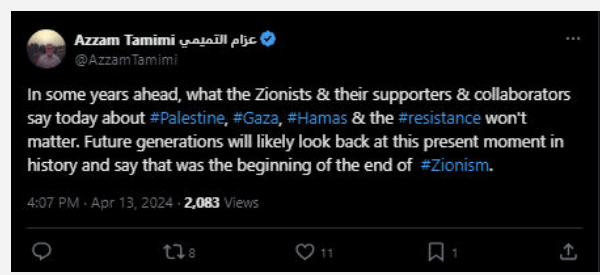 Azzam Tamimi عزام التميمي
@AzzamTamimi
In some years ahead, what the Zionists & their supporters & collaborators
say today about #Palestine, #Gaza, #Hamas & the #resistance won't
matter. Future generations will likely look back at this present moment in
history and say that was the beginning of the end of #Zionism.
4:07 PM · Apr 13, 2024 · 2,083 Views
8 11 1